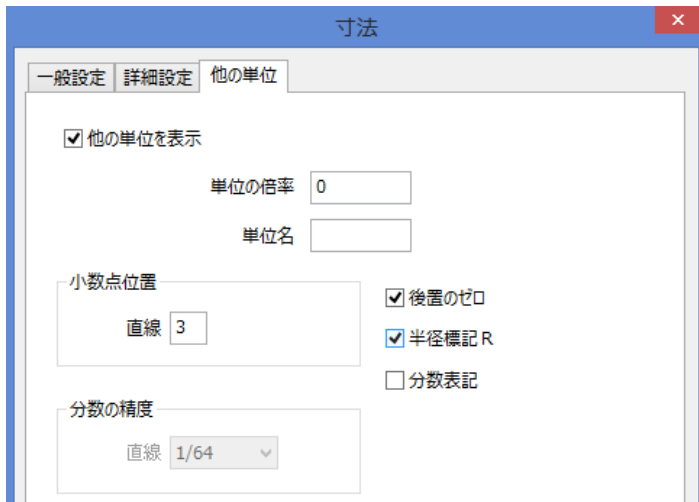 寸法
一般設定 詳細設定 他の単位
他の単位を表示
単位の倍率 0
単位名
小数点位置
直線 3
後置のゼロ
半径標記 R
分数表記
分数の精度
直線 1/64